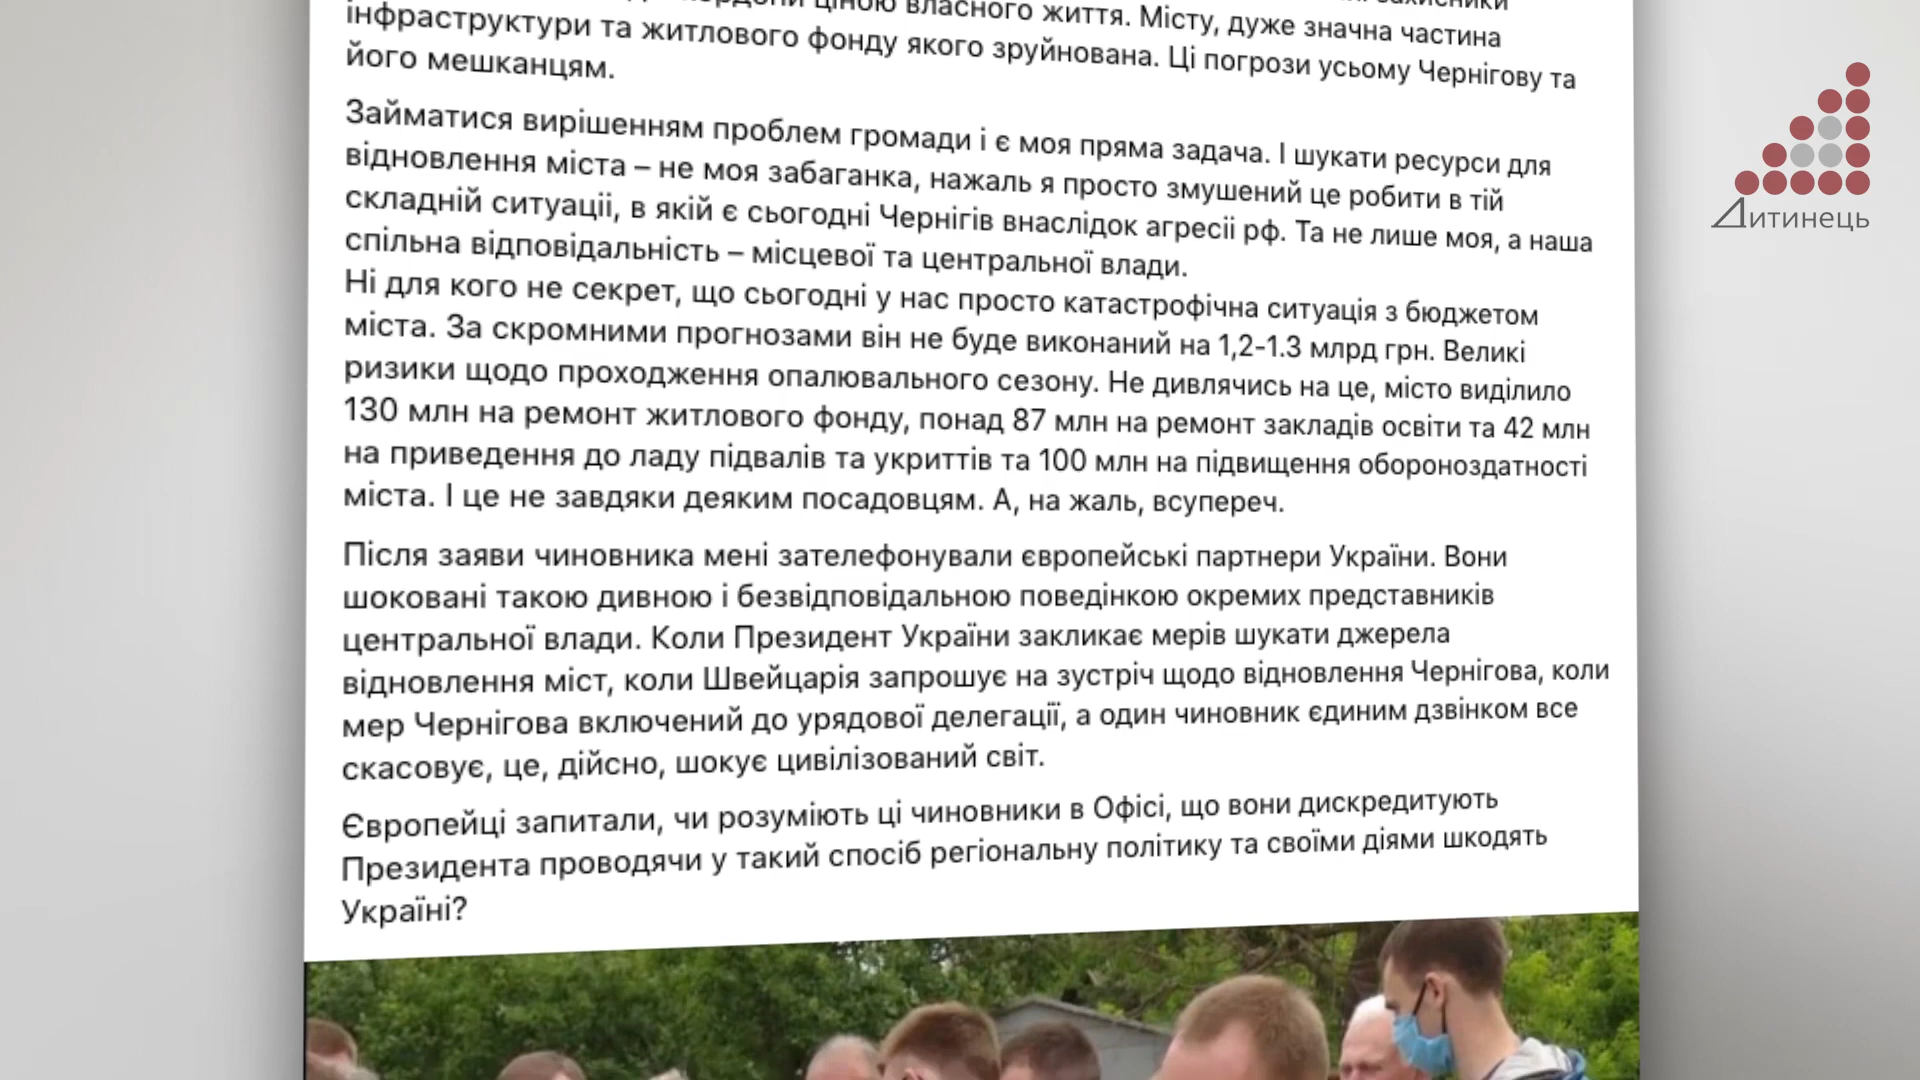 ціною власного життя. Місту, дуже значна частина
інфраструктури та житлового фонду якого зруйнована. Ці погрози усьому Чернігову та
його мешканцям.
Займатися вирішенням проблем громади і є моя пряма задача. І шукати ресурси для
відновлення міста – не моя забаганка, нажаль я просто змушений це робити в тій
складній ситуаціі, в якій є сьогодні Чернігів внаслідок агресіі рф. Та не лише моя, а наша
спільна відповідальність – місцевої та центральної влади.
Ні для кого не секрет, що сьогодні у нас просто катастрофічна ситуація з бюджетом
міста. За скромними прогнозами він не буде виконаний на 1,2-1.3 млрд грн. Великі
ризики щодо проходження опалювального сезону. Не дивлячись на це, місто виділило
130 млн на ремонт житлового фонду, понад 87 млн на ремонт закладів освіти та 42 млн
на приведення до ладу підвалів та укриттів та 100 млн на підвищення обороноздатності
міста. І це не завдяки деяким посадовцям. А, на жаль, всупереч.
Після заяви чиновника мені зателефонували європейські партнери України. Вони
шоковані такою дивною і безвідповідальною поведінкою окремих представників
центральної влади. Коли Президент України закликає мерів шукати джерела
відновлення міст, коли Швейцарія запрошує на зустріч щодо відновлення Чернігова, коли
мер Чернігова включений до урядової делегації, а один чиновник єдиним дзвінком все
скасовує, це, дійсно, шокує цивілізований світ.
Європейці запитали, чи розуміють ці чиновники в Офісі, що вони дискредитують
Президента проводячи у такий спосіб регіональну політику та своїми діями шкодять
Україні?
Дитинець